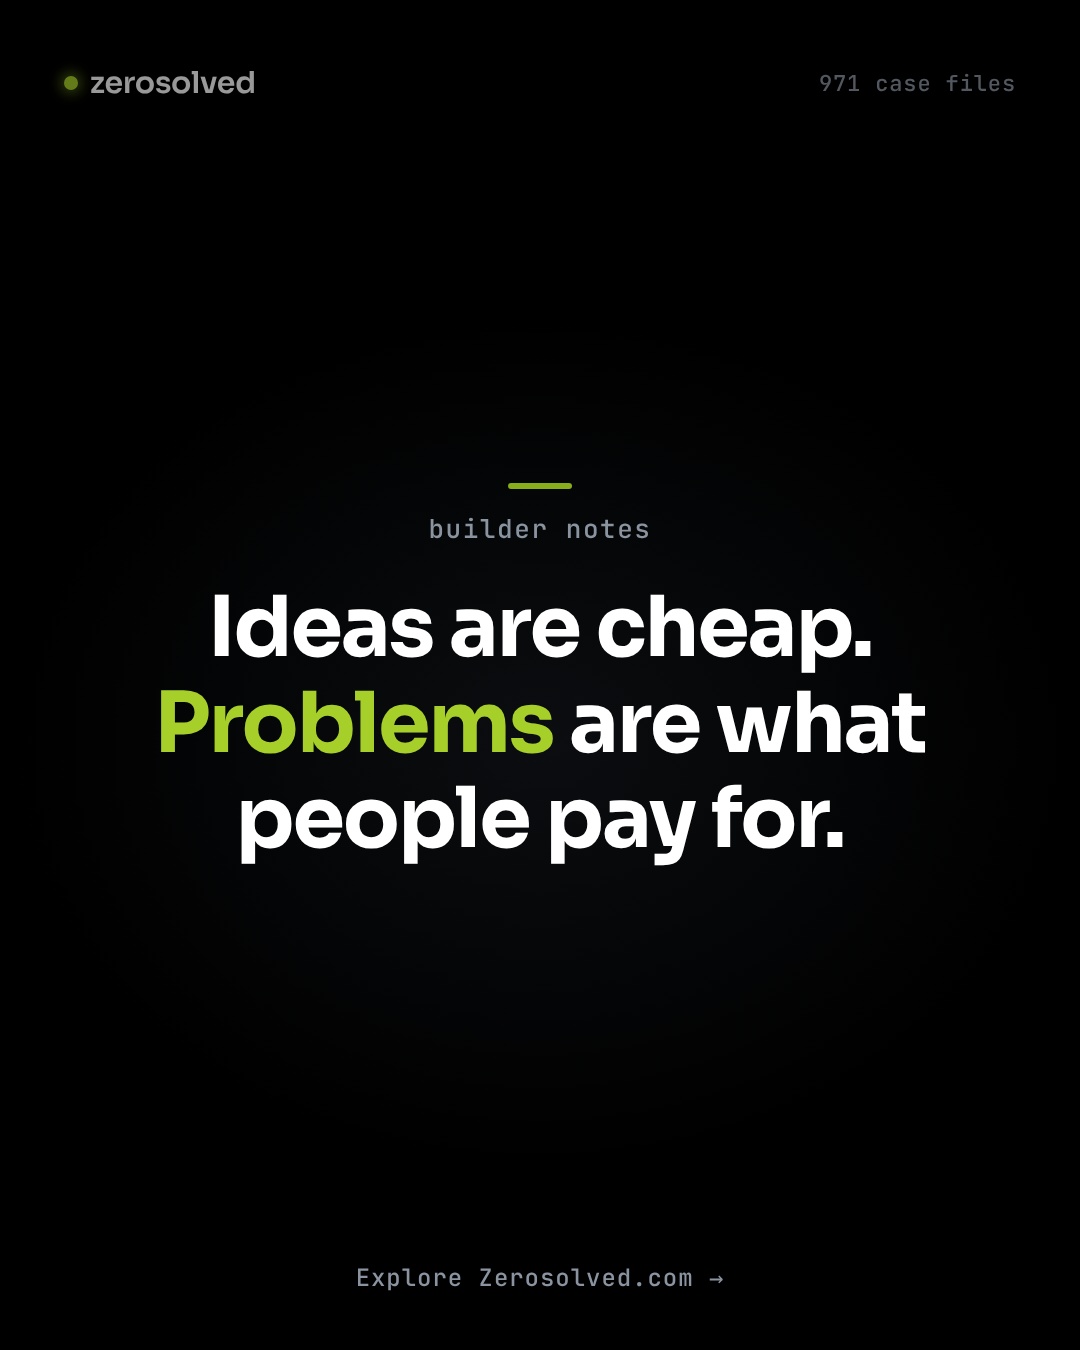 zerosolved
971 case files
builder notes
Ideas are cheap.
Problems are what
people pay for.
Explore Zerosolved.com →